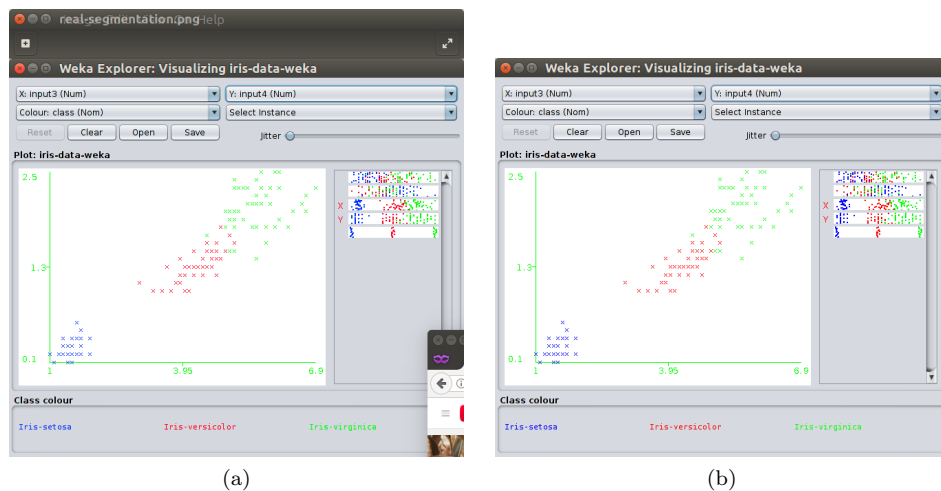 real-segmentation.png
Help
Weka Explorer: Visualizing iris-data-weka
X: input3 (Num)
Y: input4 (Num)
Colour: class (Nom)
Select Instance
Reset
Clear
Open
Save
Jitter
Plot: iris-data-weka
2.5
1.3
0.1
1
3.95
6.9
X
Y
Class colour
Iris-setosa
Iris-versicolor
Iris-virginica
(a)
Weka Explorer: Visualizing iris-data-weka
X: input3 (Num)
Y: input4 (Num)
Colour: class (Nom)
Select Instance
Reset
Clear
Open
Save
Jitter
Plot: iris-data-weka
2.5
1.3
0.1
1
3.95
6.9
X
Y
Class colour
Iris-setosa
Iris-versicolor
Iris-virginica
(b)